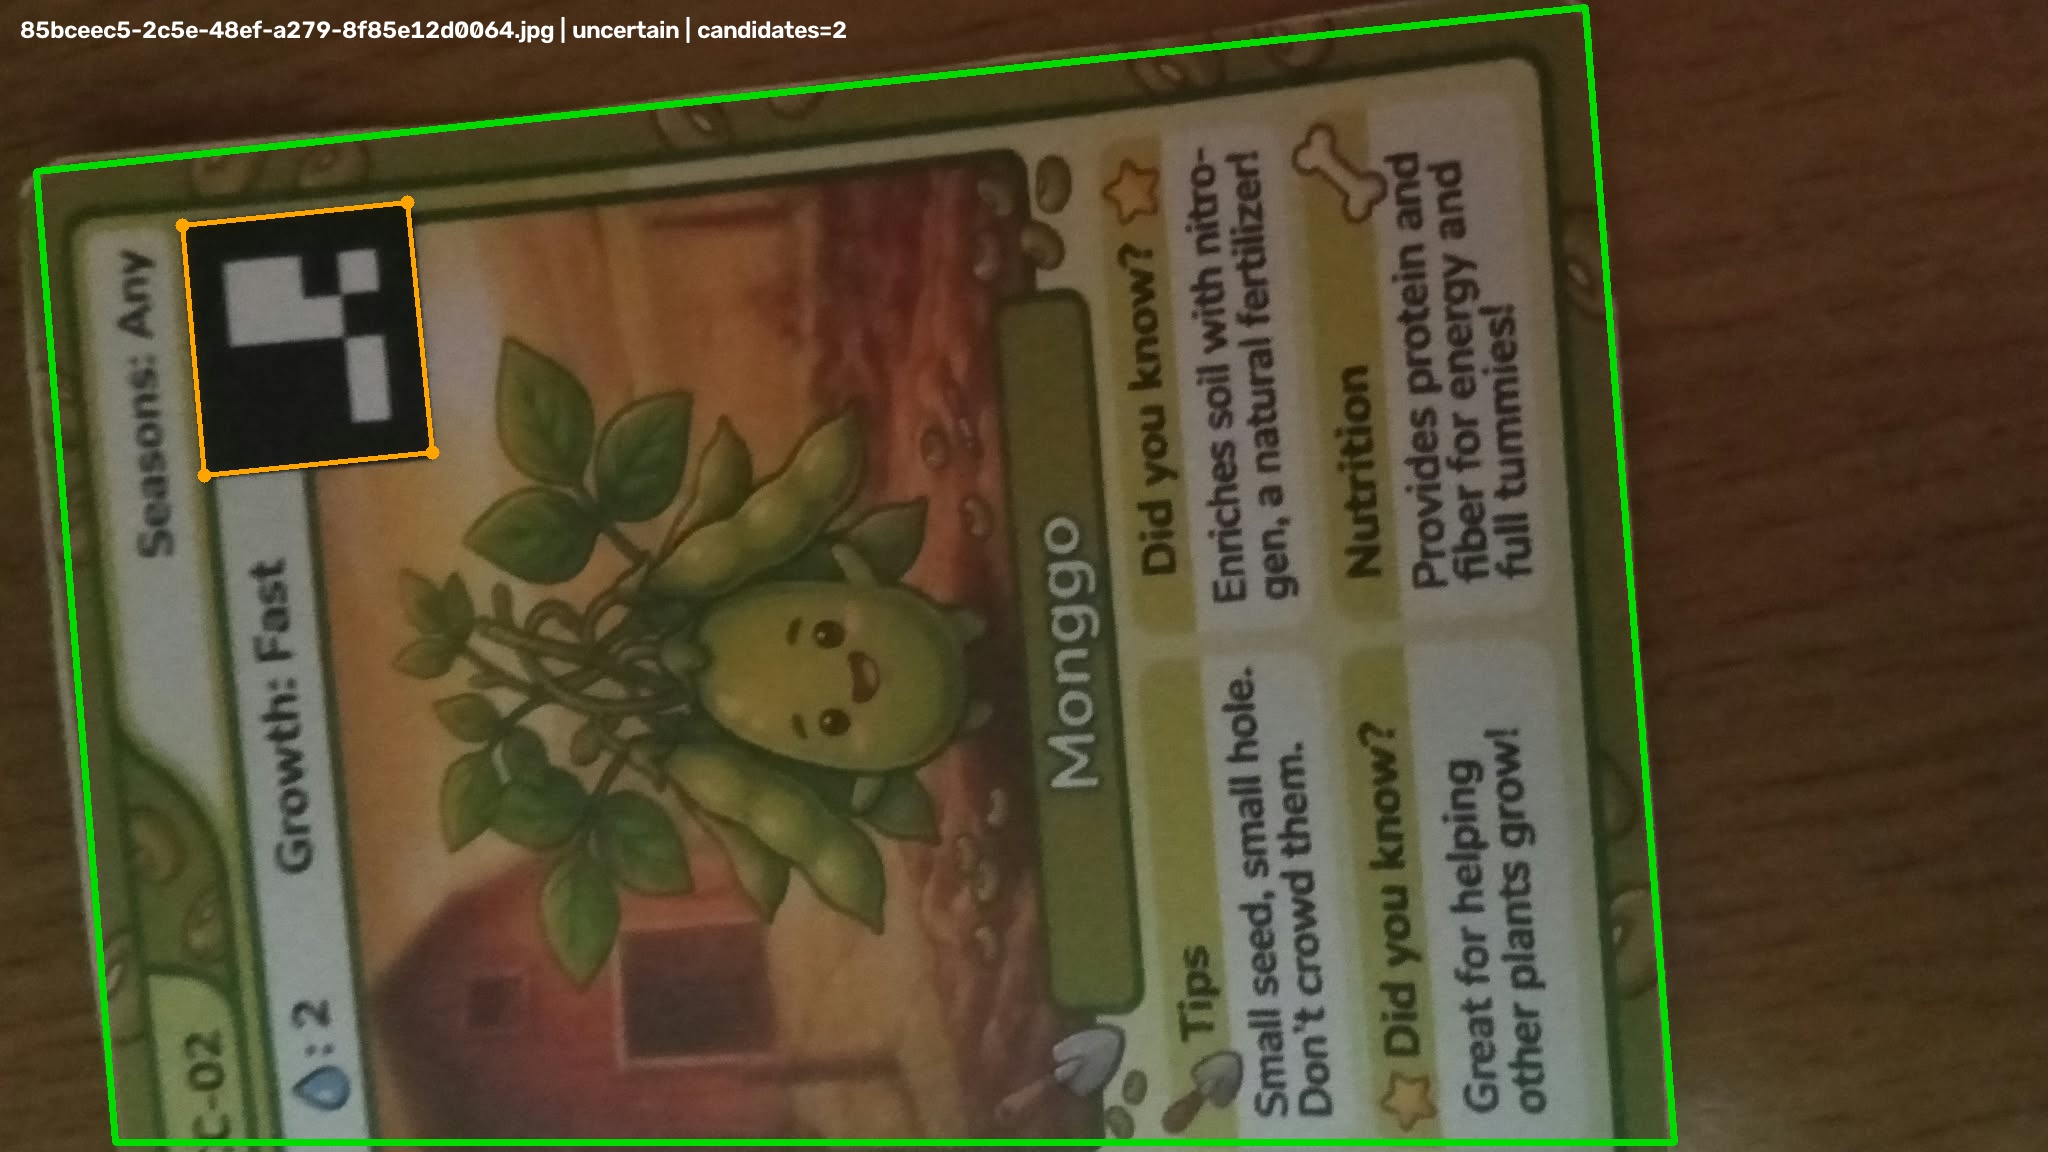 85bceec5-2c5e-48ef-a279-8f85e12d0064.jpg | uncertain | candidates=2
C-02
Seasons: Any
: 2
Growth: Fast
Monggo
Tips
Small seed, small hole.
Don't crowd them.
Did you know?
Enriches soil with nitro-
gen, a natural fertilizer!
Did you know?
Great for helping
other plants grow!
Nutrition
Provides protein and
fiber for energy and
full tummies!